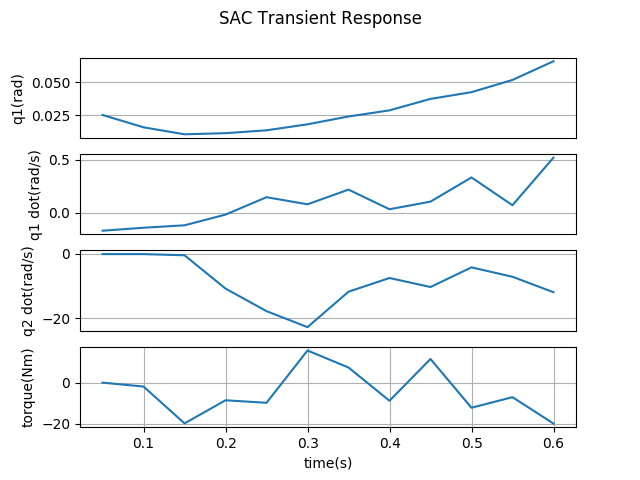 SAC Transient Response
q1(rad)
0.050
0.025
q1 dot(rad/s)
0.5
0.0
q2 dot(rad/s)
0
−20
torque(Nm)
0
−20
0.1 0.2 0.3 0.4 0.5 0.6
time(s)